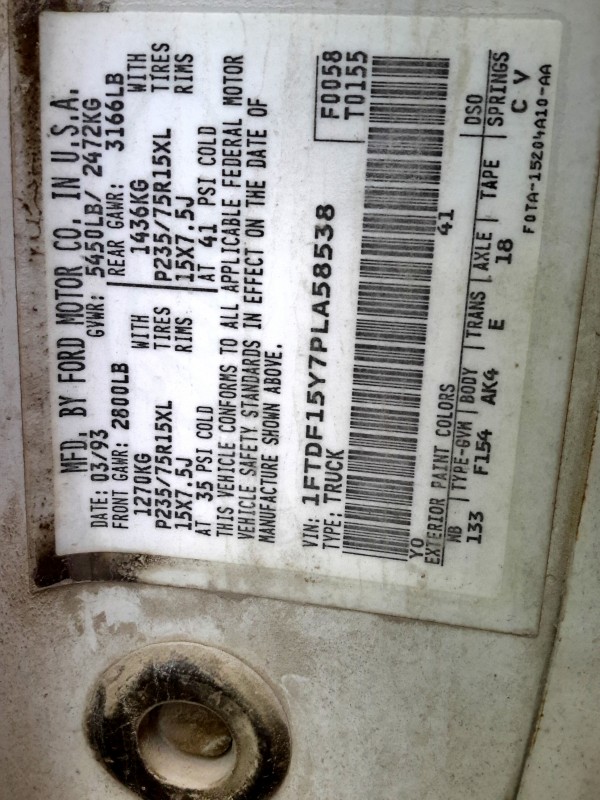 MFD. BY FORD MOTOR CO. IN U.S.A.
DATE: 03/93 GVWR: 5450LB/ 2472KG
FRONT GAWR: 2800LB REAR GAWR: 3166LB
1270KG WITH 1436KG WITH
P235/75R15XL TIRES P235/75R15XL TIRES
15X7.5J RIMS 15X7.5J RIMS
AT 35 PSI COLD AT 41 PSI COLD
THIS VEHICLE CONFORMS TO ALL APPLICABLE FEDERAL MOTOR
VEHICLE SAFETY STANDARDS IN EFFECT ON THE DATE OF
MANUFACTURE SHOWN ABOVE.
VIN: 1FTDF15Y7PLA58538 F0058
TYPE: TRUCK T0155
YO 41
EXTERIOR PAINT COLORS DSO
WB TYPE-GVW BODY TRANS AXLE TAPE SPRINGS
133 F154 AK4 E 18 C V
F0TA-15204A10-AA